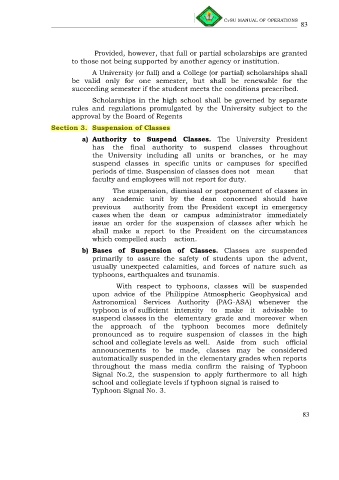 CvSU MANUAL OF OPERATIONS
83
Provided, however, that full or partial scholarships are granted
to those not being supported by another agency or institution.
A University (or full) and a College (or partial) scholarships shall
be valid only for one semester, but shall be renewable for the
succeeding semester if the student meets the conditions prescribed.
Scholarships in the high school shall be governed by separate
rules and regulations promulgated by the University subject to the
approval by the Board of Regents
Section 3. Suspension of Classes
a) Authority to Suspend Classes. The University President
has the final authority to suspend classes throughout
the University including all units or branches, or he may
suspend classes in specific units or campuses for specified
periods of time. Suspension of classes does not mean that
faculty and employees will not report for duty.
The suspension, dismissal or postponement of classes in
any academic unit by the dean concerned should have
previous authority from the President except in emergency
cases when the dean or campus administrator immediately
issue an order for the suspension of classes after which he
shall make a report to the President on the circumstances
which compelled such action.
b) Bases of Suspension of Classes. Classes are suspended
primarily to assure the safety of students upon the advent,
usually unexpected calamities, and forces of nature such as
typhoons, earthquakes and tsunamis.
With respect to typhoons, classes will be suspended
upon advice of the Philippine Atmospheric Geophysical and
Astronomical Services Authority (PAG-ASA) whenever the
typhoon is of sufficient intensity to make it advisable to
suspend classes in the elementary grade and moreover when
the approach of the typhoon becomes more definitely
pronounced as to require suspension of classes in the high
school and collegiate levels as well. Aside from such official
announcements to be made, classes may be considered
automatically suspended in the elementary grades when reports
throughout the mass media confirm the raising of Typhoon
Signal No.2, the suspension to apply furthermore to all high
school and collegiate levels if typhoon signal is raised to
Typhoon Signal No. 3.
83